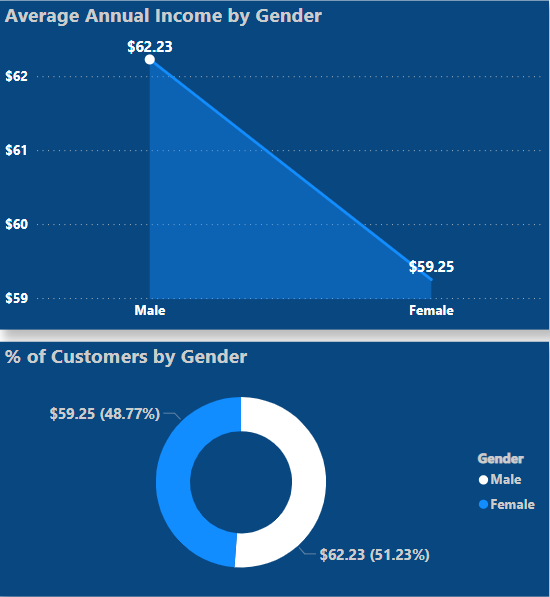 Average Annual Income by Gender
$62.23
$62
$61
$60
$59.25
$59
Male Female
% of Customers by Gender
$59.25 (48.77%)
Gender
Male
Female
$62.23 (51.23%)